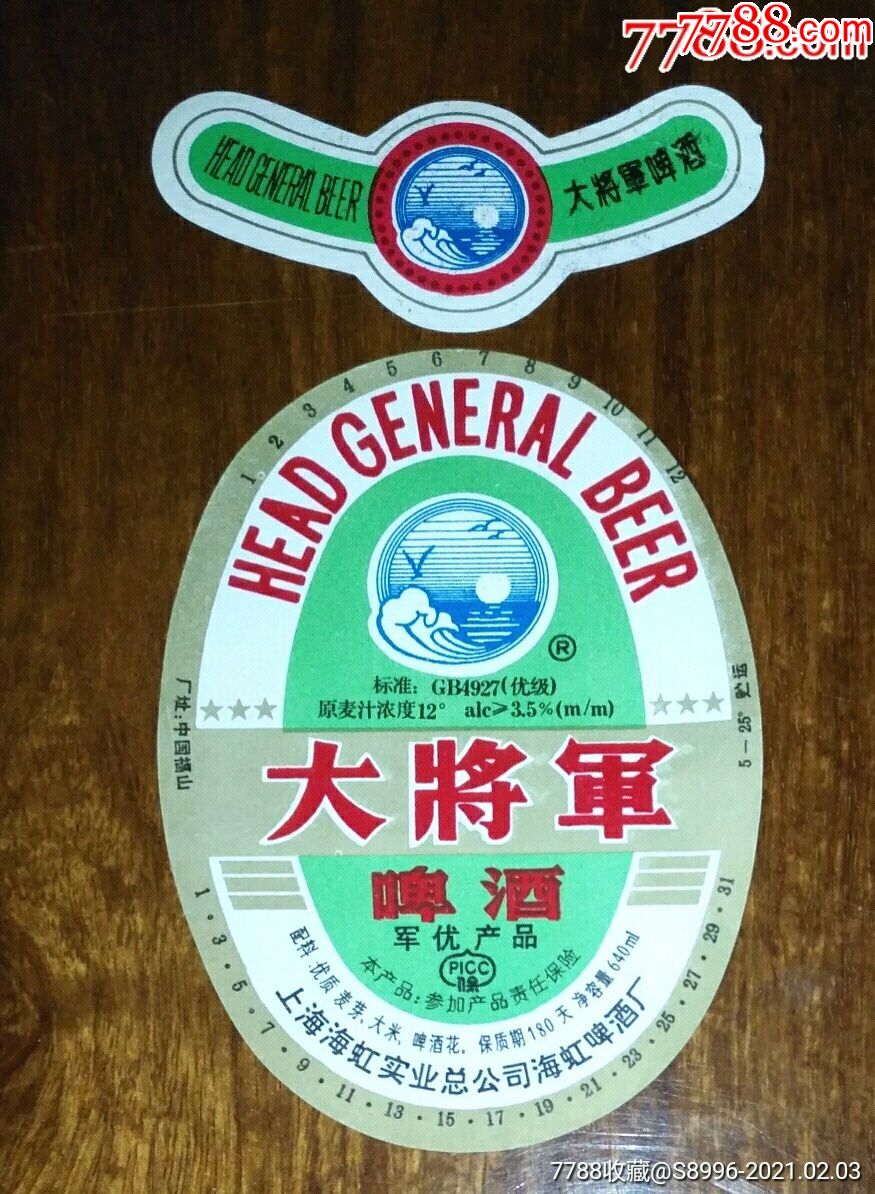 7788.com
7788.com
HEAD GENERAL BEER
大將軍啤酒
1 2 3 4 5 6 7 8 9 10 11 12
HEAD GENERAL BEER
®
标准：GB4927(优级)
原麦汁浓度12° alc≥3.5%(m/m)
厂址：中国福山
5－25°贮运
大將軍
啤酒
军优产品
PICC
保
本产品：参加产品责任保险
配料：优质麦芽、大米，啤酒花，保质期180天 净容量640ml
上海海虹实业总公司海虹啤酒厂
1·3·5·7·9·11·13·15·17·19·21·23·25·27·29·31
7788收藏@S8996-2021.02.03